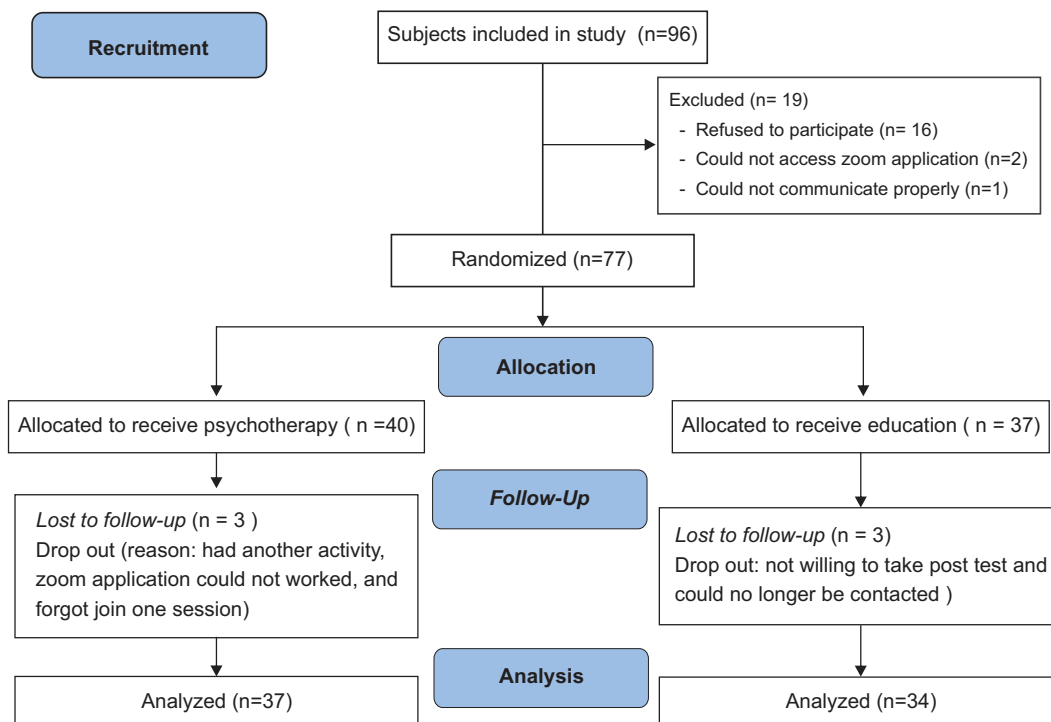 Recruitment
Subjects included in study (n=96)
Excluded (n= 19)
- Refused to participate (n= 16)
- Could not access zoom application (n=2)
- Could not communicate properly (n=1)
Randomized (n=77)
Allocation
Allocated to receive psychotherapy ( n =40)
Allocated to receive education ( n = 37)
Follow-Up
Lost to follow-up (n = 3 )
Drop out (reason: had another activity,
zoom application could not worked, and
forgot join one session)
Lost to follow-up (n = 3)
Drop out: not willing to take post test and
could no longer be contacted )
Analysis
Analyzed (n=37)
Analyzed (n=34)